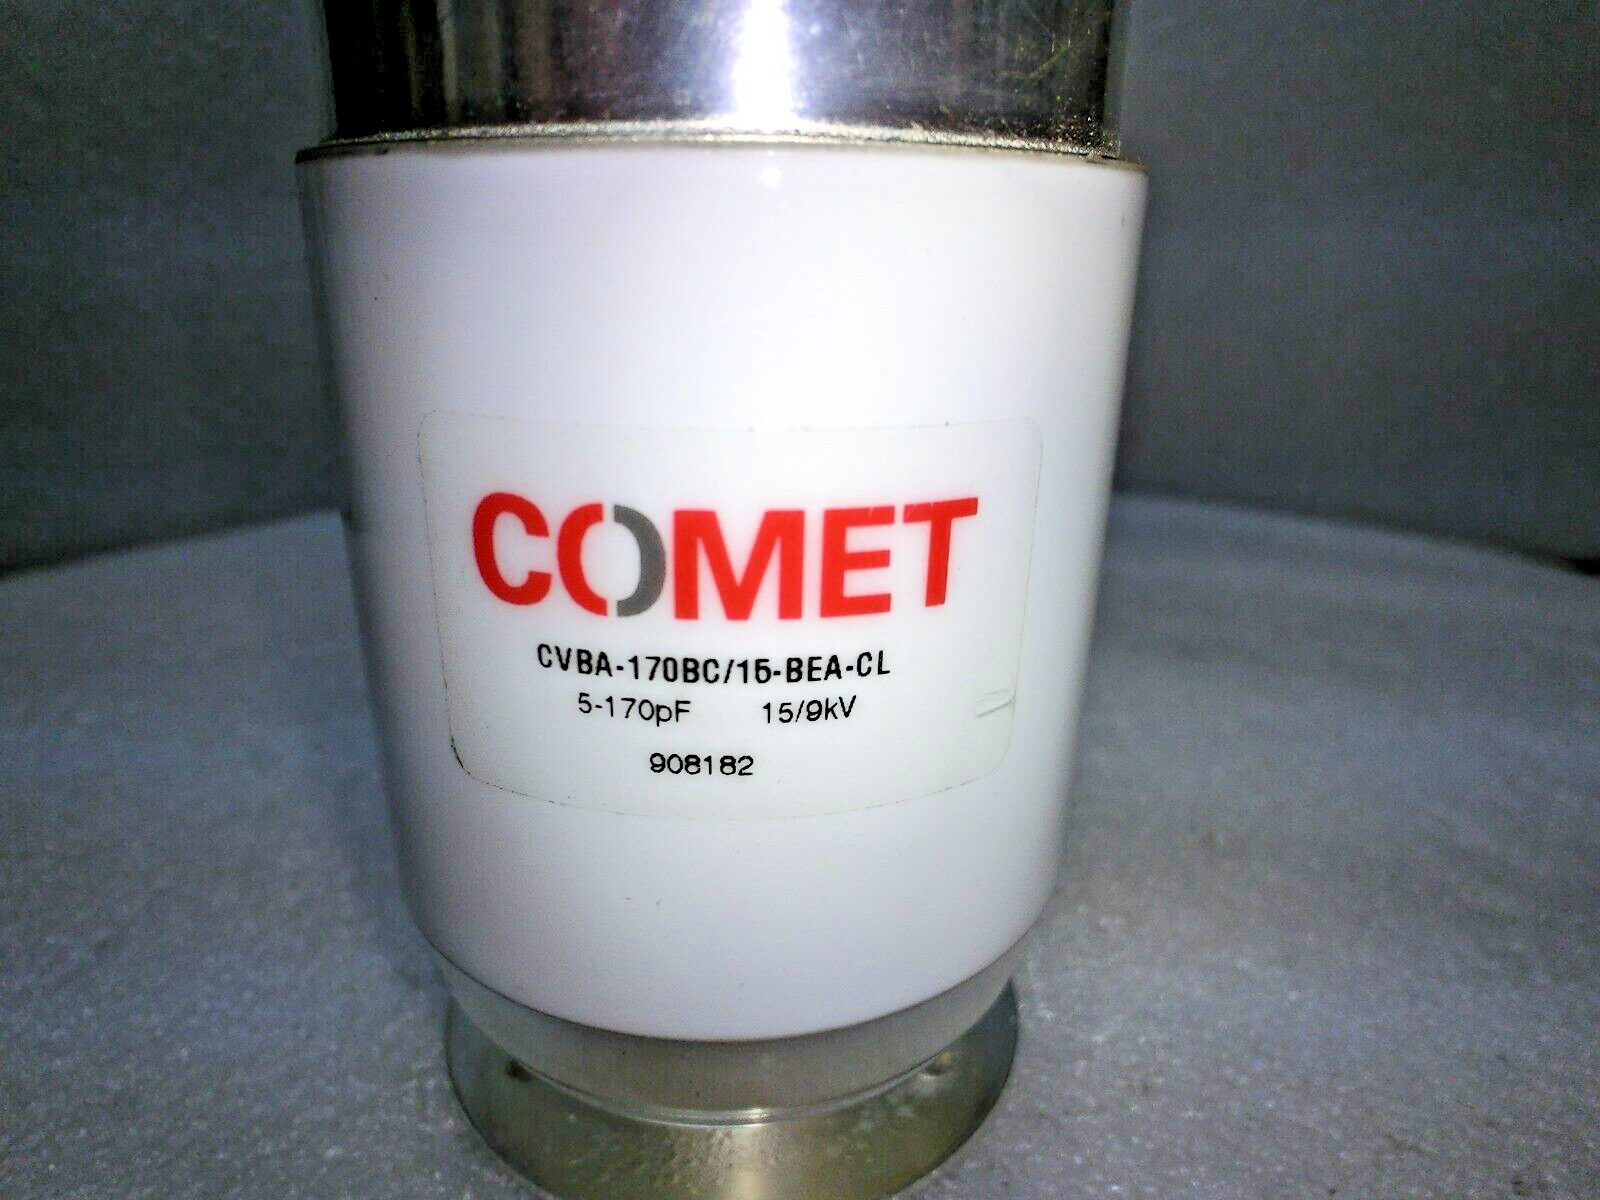 COMET
CVBA-170BC/15-BEA-CL
5-170pF 15/9kV
908182